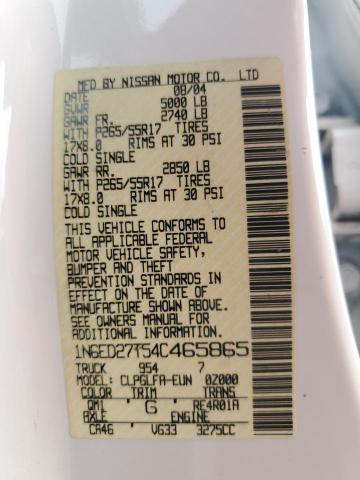 MFD BY NISSAN MOTOR CO. LTD
DATE 08/04
GVWR 5000 LB
GAWR FR. 2740 LB
WITH P265/55R17 TIRES
17X8.0 RIMS AT 30 PSI
COLD SINGLE
GAWR RR. 2850 LB
WITH P265/55R17 TIRES
17X8.0 RIMS AT 30 PSI
COLD SINGLE
THIS VEHICLE CONFORMS TO
ALL APPLICABLE FEDERAL
MOTOR VEHICLE SAFETY,
BUMPER AND THEFT
PREVENTION STANDARDS IN
EFFECT ON THE DATE OF
MANUFACTURE SHOWN ABOVE.
SEE OWNERS MANUAL FOR
ADDITIONAL INFORMATION.
1N6ED27T54C465865
TRUCK 954 7
MODEL: CLPGLFA-EUN 0Z000
COLOR TRIM TRANS
QM1 G RE4R01A
AXLE ENGINE
CA46 VG33 3275CC